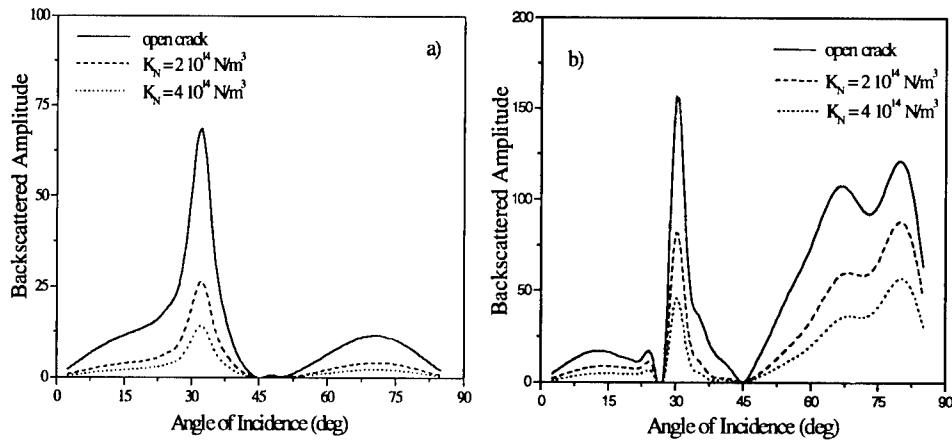 100
75
50
25
0
0 15 30 45 60 75 90
Backscattered Amplitude
Angle of Incidence (deg)
open crack
K_N = 2 10^14 N/m^3
K_N = 4 10^14 N/m^3
a)
200
150
100
50
0
0 15 30 45 60 75 90
Backscattered Amplitude
Angle of Incidence (deg)
b)
open crack
K_N = 2 10^14 N/m^3
K_N = 4 10^14 N/m^3